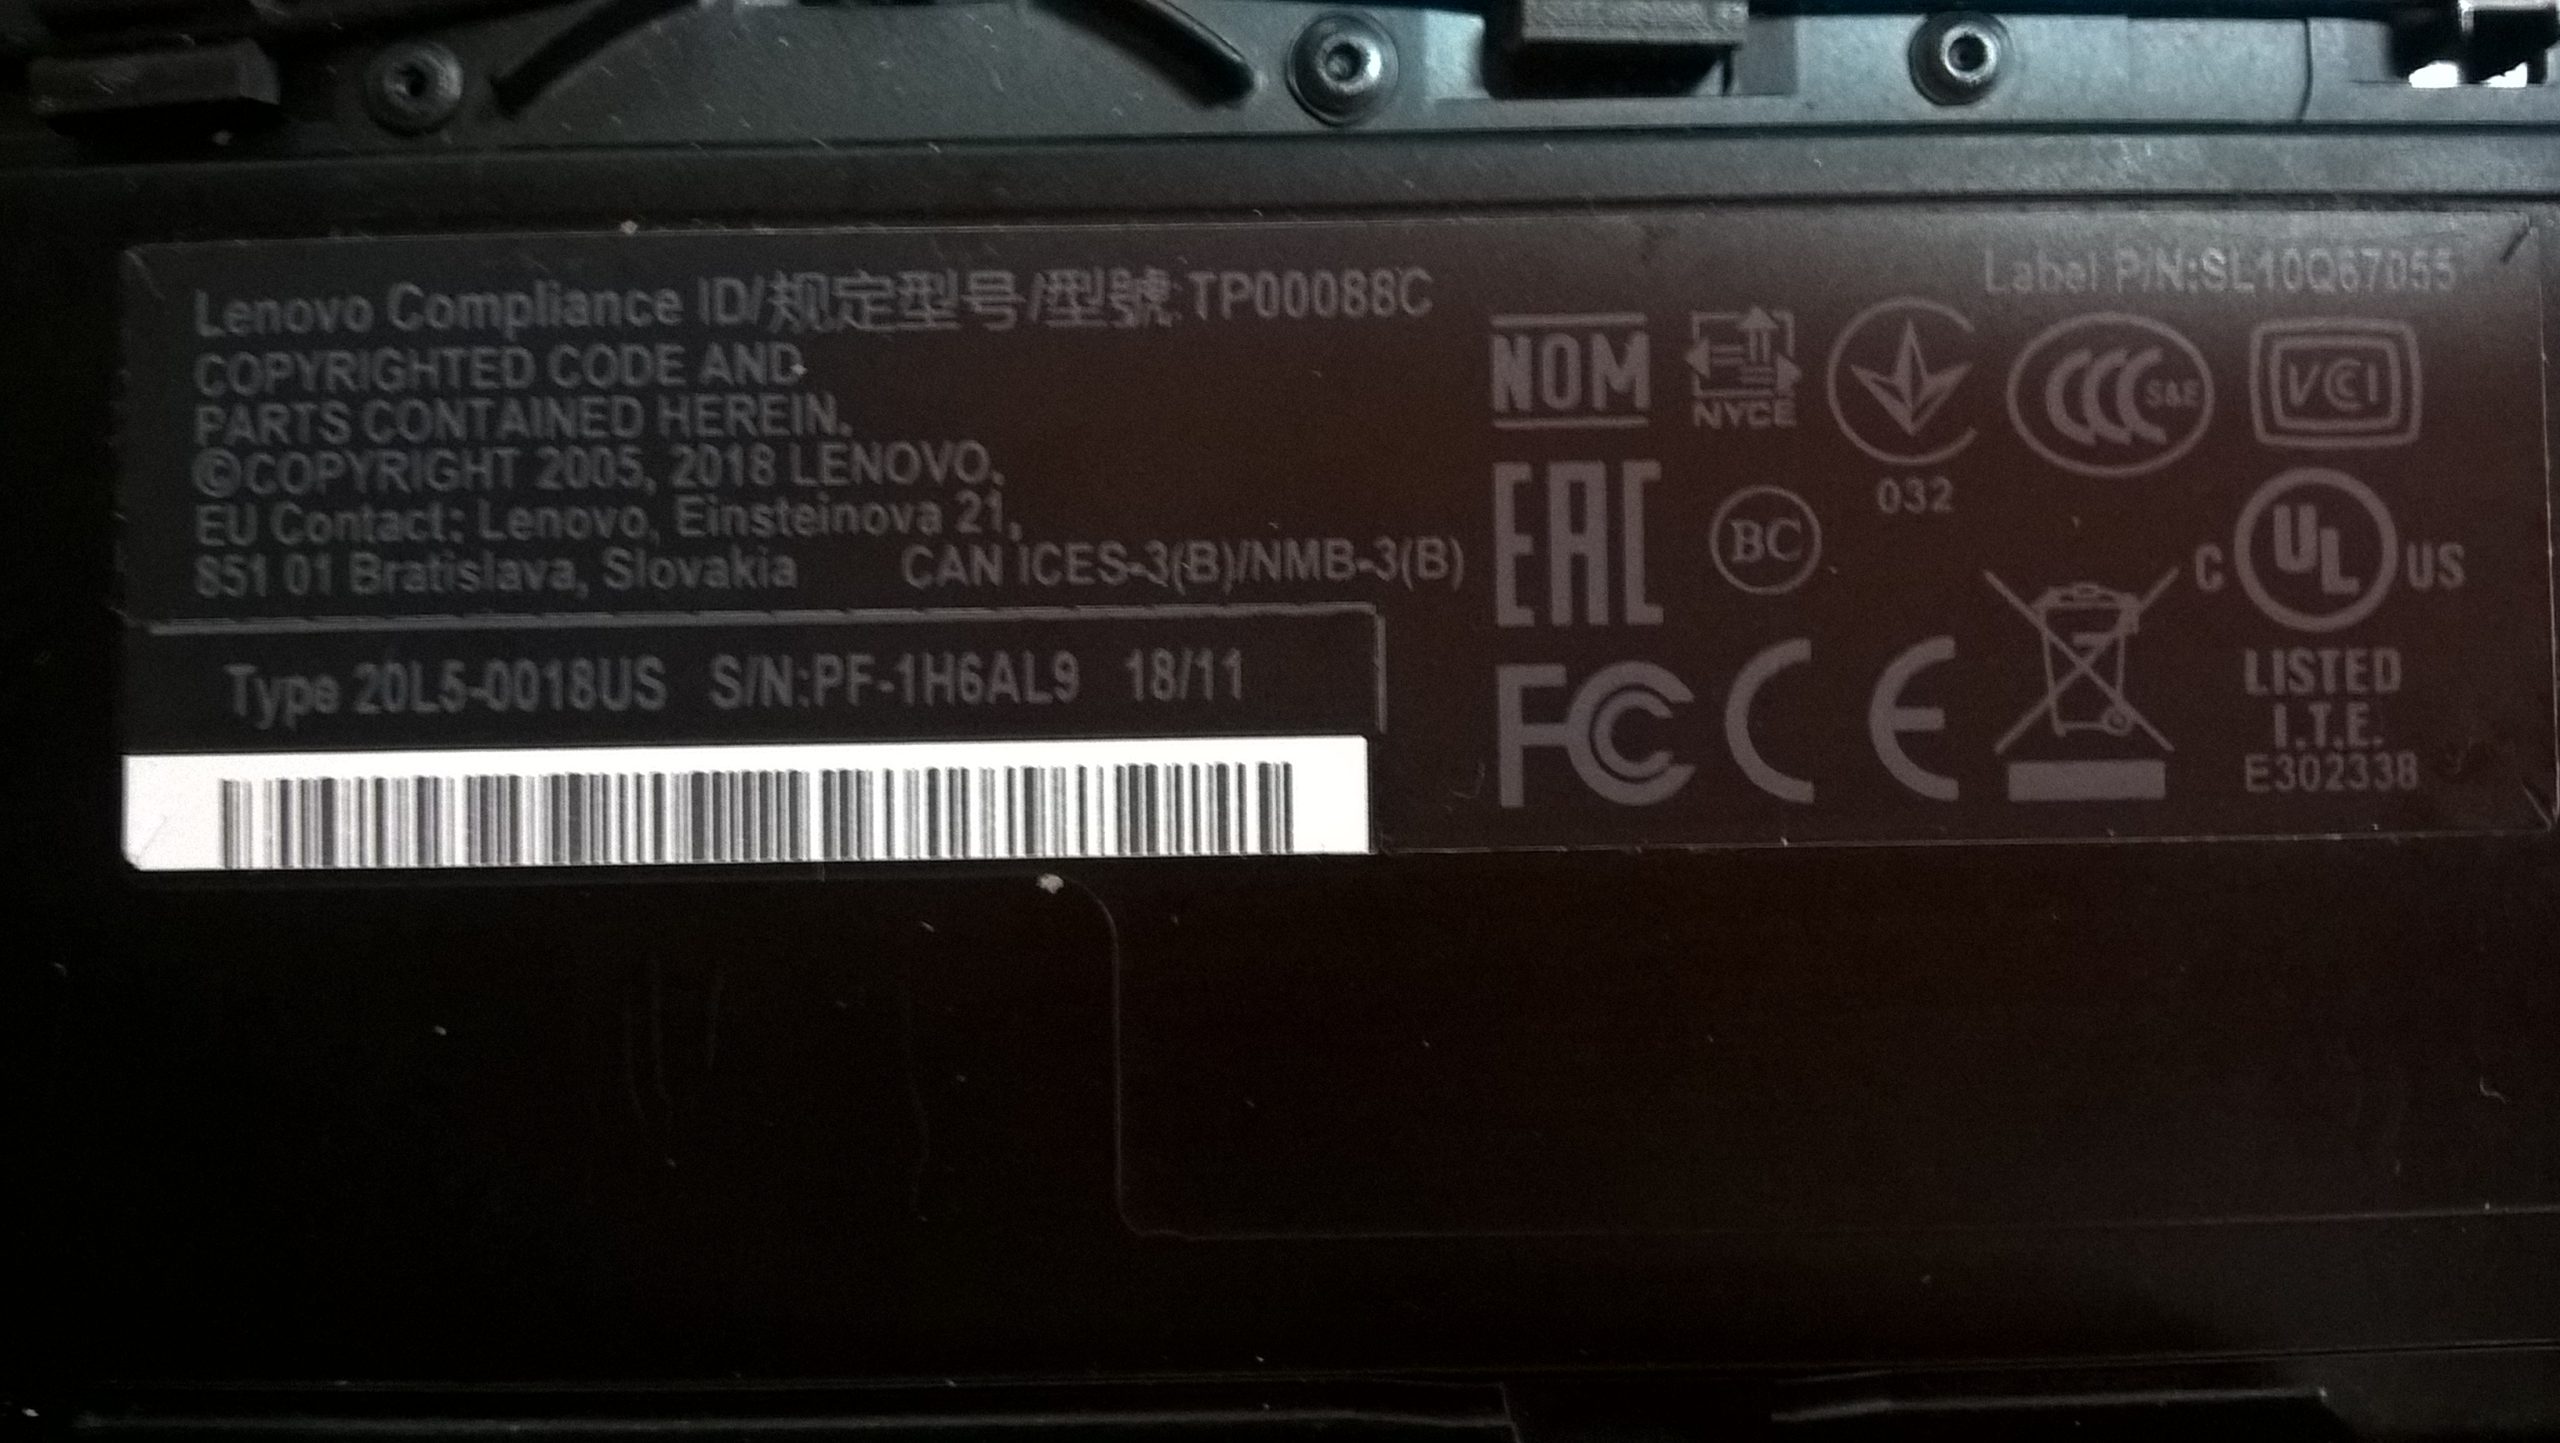 Label P/N:SL10Q67055
Lenovo Compliance ID/规定型号/型號:TP00088C
COPYRIGHTED CODE AND
PARTS CONTAINED HEREIN.
©COPYRIGHT 2005, 2018 LENOVO.
EU Contact: Lenovo, Einsteinova 21,
851 01 Bratislava, Slovakia CAN ICES-3(B)/NMB-3(B)
Type 20L5-0018US S/N:PF-1H6AL9 18/11
NOM
NYCE
032
CCC S&E
VCCI
EAC
BC
C UL US
LISTED
I.T.E.
E302338
FC
CE